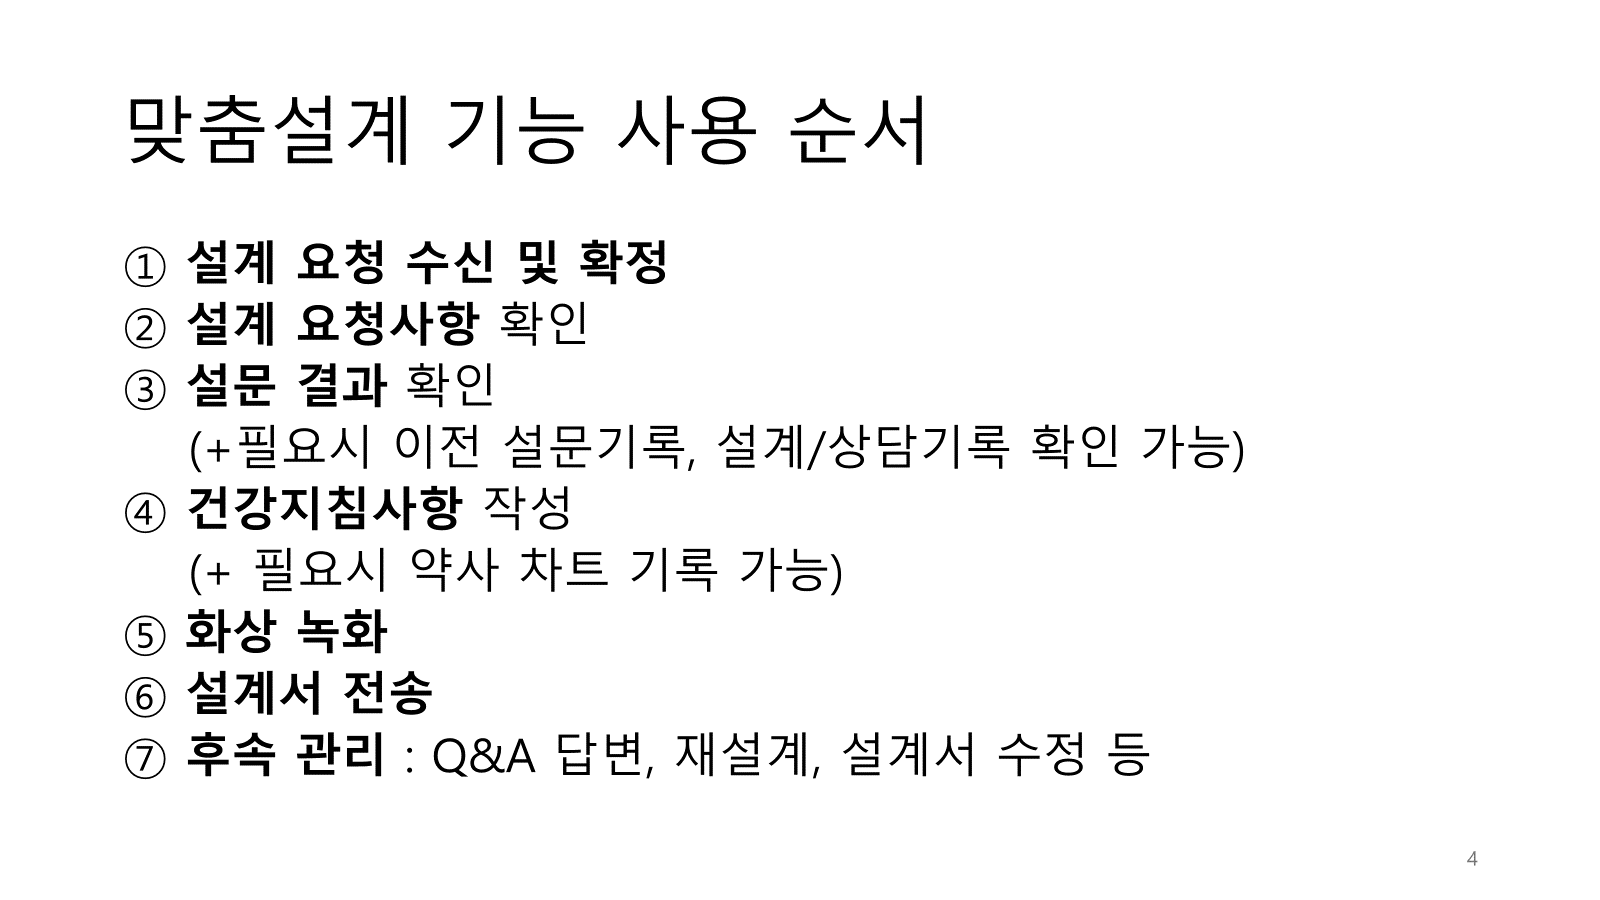 맞춤설계 기능 사용 순서
① 설계 요청 수신 및 확정
② 설계 요청사항 확인
③ 설문 결과 확인
(+필요시 이전 설문기록, 설계/상담기록 확인 가능)
④ 건강지침사항 작성
(+ 필요시 약사 차트 기록 가능)
⑤ 화상 녹화
⑥ 설계서 전송
⑦ 후속 관리 : Q&A 답변, 재설계, 설계서 수정 등
4